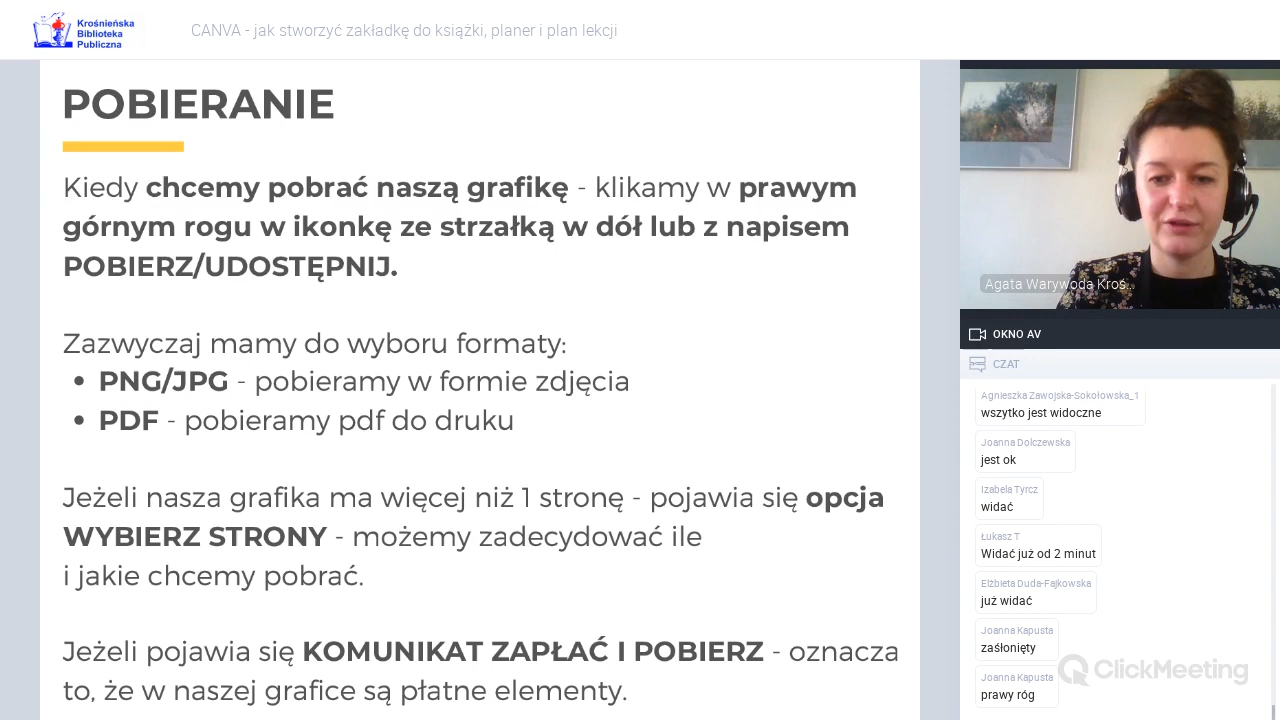 Krośnieńska
Biblioteka
Publiczna
CANVA - jak stworzyć zakładkę do książki, planer i plan lekcji
POBIERANIE
Kiedy chcemy pobrać naszą grafikę - klikamy w prawym
górnym rogu w ikonkę ze strzałką w dół lub z napisem
POBIERZ/UDOSTĘPNIJ.
Zazwyczaj mamy do wyboru formaty:
• PNG/JPG - pobieramy w formie zdjęcia
• PDF - pobieramy pdf do druku
Jeżeli nasza grafika ma więcej niż 1 stronę - pojawia się opcja
WYBIERZ STRONY - możemy zadecydować ile
i jakie chcemy pobrać.
Jeżeli pojawia się KOMUNIKAT ZAPŁAĆ I POBIERZ - oznacza
to, że w naszej grafice są płatne elementy.
Agata Warywoda Kroś...
OKNO AV
CZAT
Agnieszka Zawojska-Sokołowska_1
wszytko jest widoczne
Joanna Dolczewska
jest ok
Izabela Tyrcz
widać
Łukasz T
Widać już od 2 minut
Elżbieta Duda-Fajkowska
już widać
Joanna Kapusta
zasłonięty
Joanna Kapusta
prawy róg
ClickMeeting